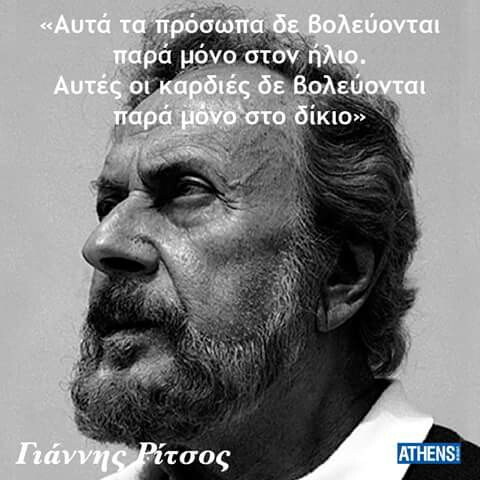 «Αυτά τα πρόσωπα δε βολεύονται
παρά μόνο στον ήλιο.
Αυτές οι καρδιές δε βολεύονται
παρά μόνο στο δίκιο»
Γιάννης Ρίτσος
ATHENS